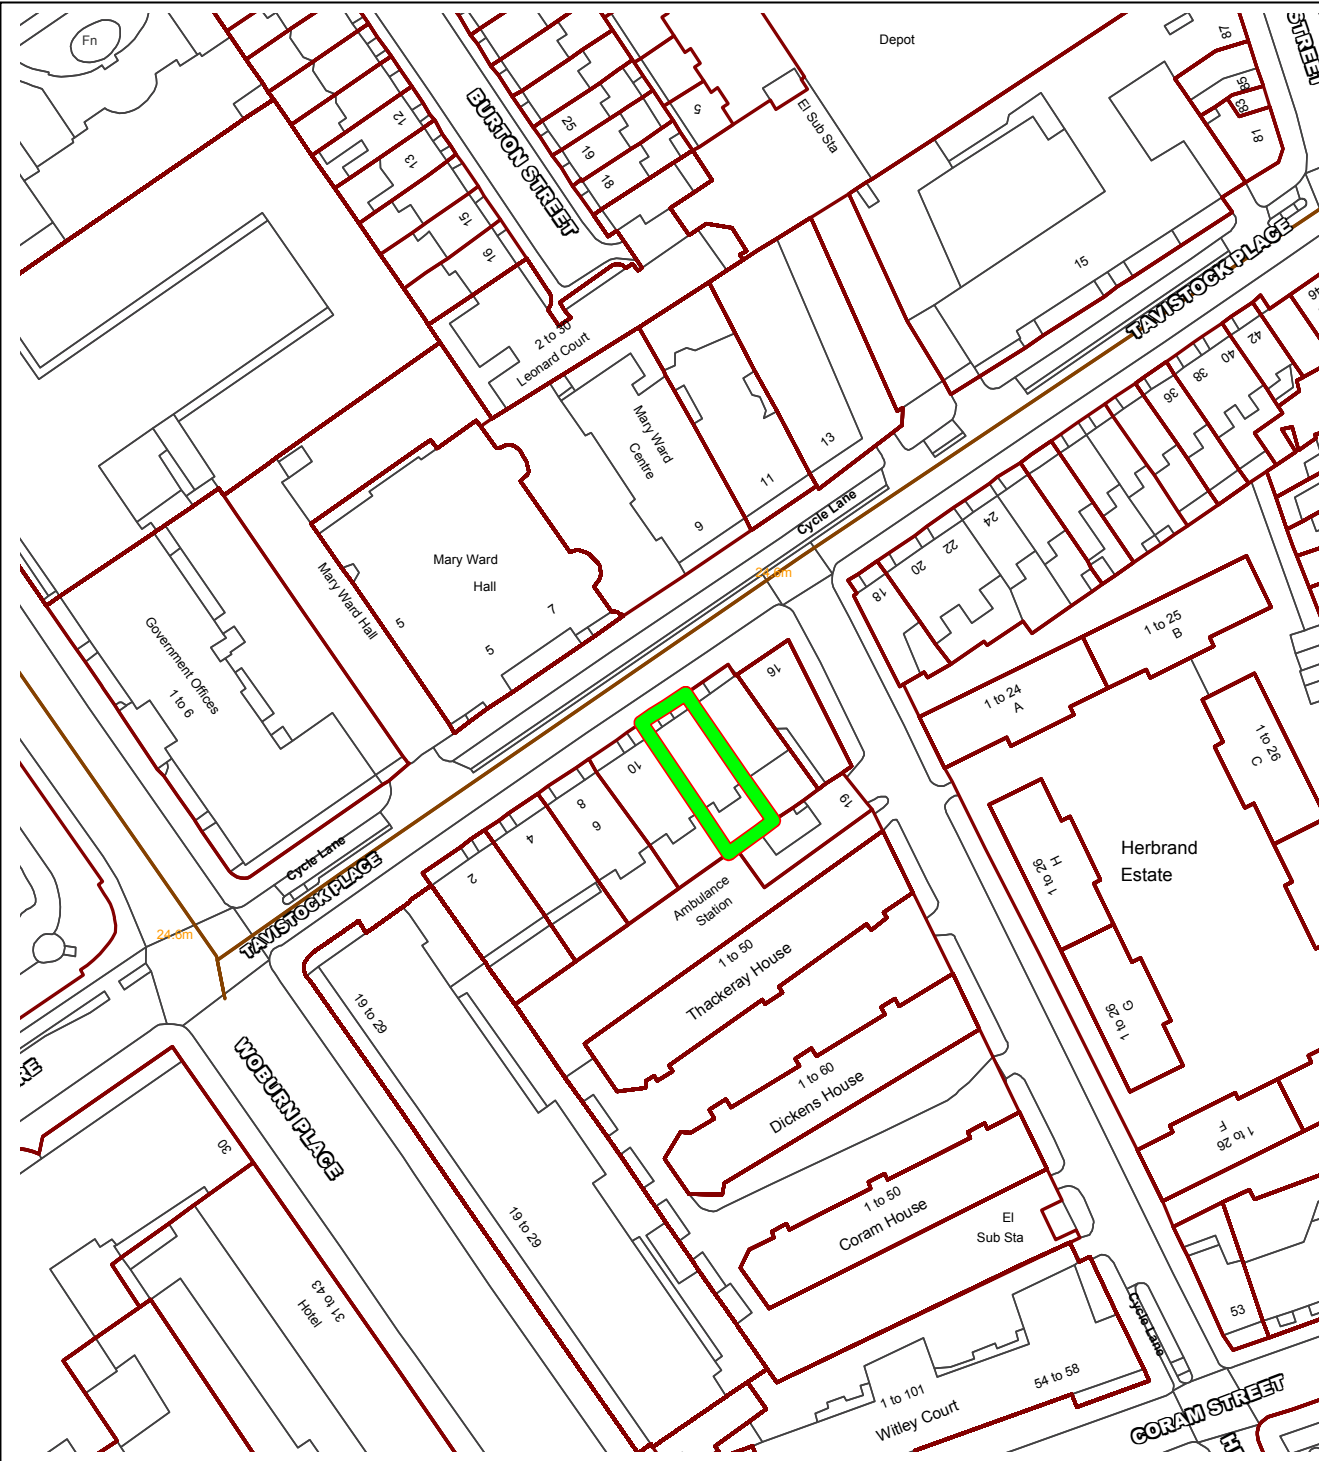 Fn
Depot
87
85
83
81
STREET
12
13
15
16
BURTON STREET
25
19
18
5
El Sub Sta
15
TAVISTOCK PLACE
2 to 30
Leonard Court
Mary Ward
Centre
9
11
13
Cycle Lane
46
42
40
38
36
24
22
20
18
23.6m
Mary Ward
Hall
Mary Ward Hall
5
5
7
Government Offices
1 to 6
16
10
8
6
4
2
19
1 to 25
B
1 to 24
A
1 to 26
C
Herbrand
Estate
1 to 26
H
1 to 26
G
1 to 26
F
Cycle Lane
TAVISTOCK PLACE
24.6m
Ambulance
Station
1 to 50
Thackeray House
1 to 60
Dickens House
1 to 50
Coram House
El
Sub Sta
19 to 29
19 to 29
WOBURN PLACE
30
31 to 43
Hotel
53
Cycle Lane
54 to 58
1 to 101
Witley Court
CORAM STREET